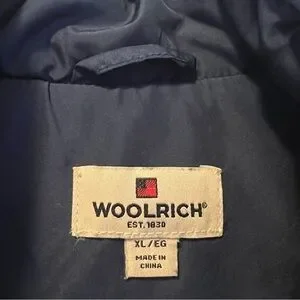 WOOLRICH®
EST. 1830
XL/EG
MADE IN
CHINA